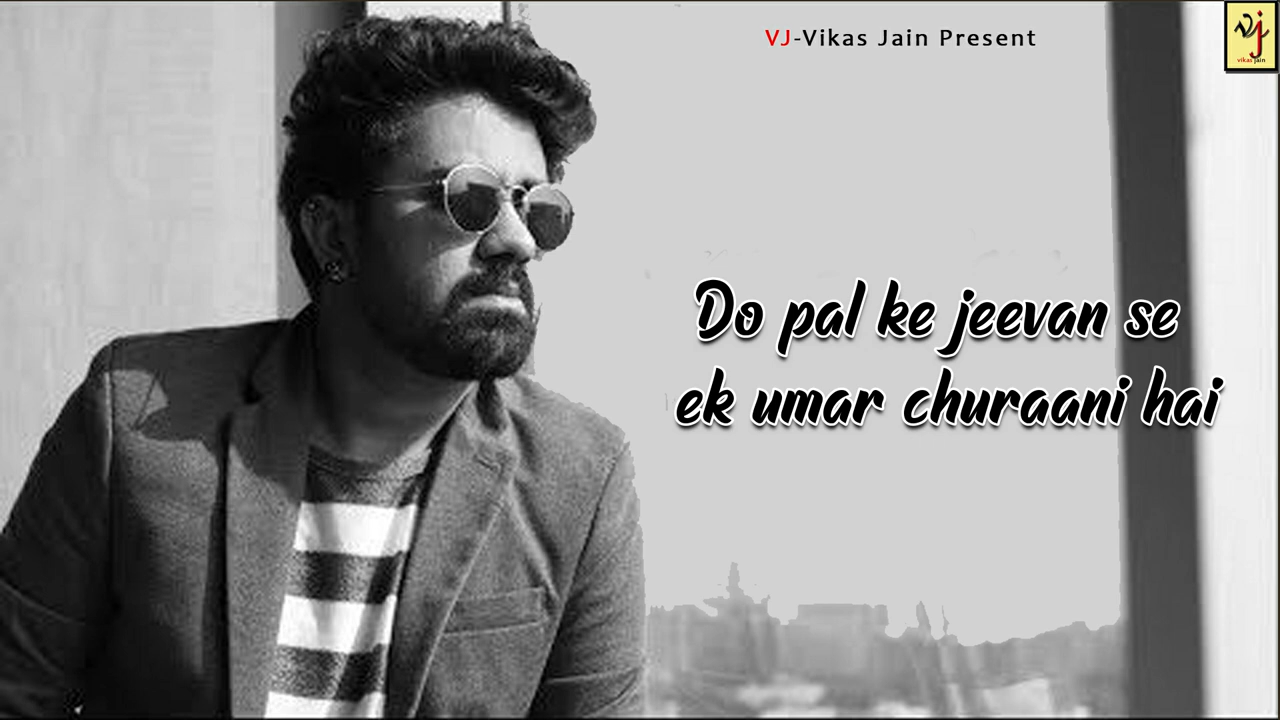 VJ-Vikas Jain Present
vj
vikas jain
Do pal ke jeevan se
ek umar churaani hai